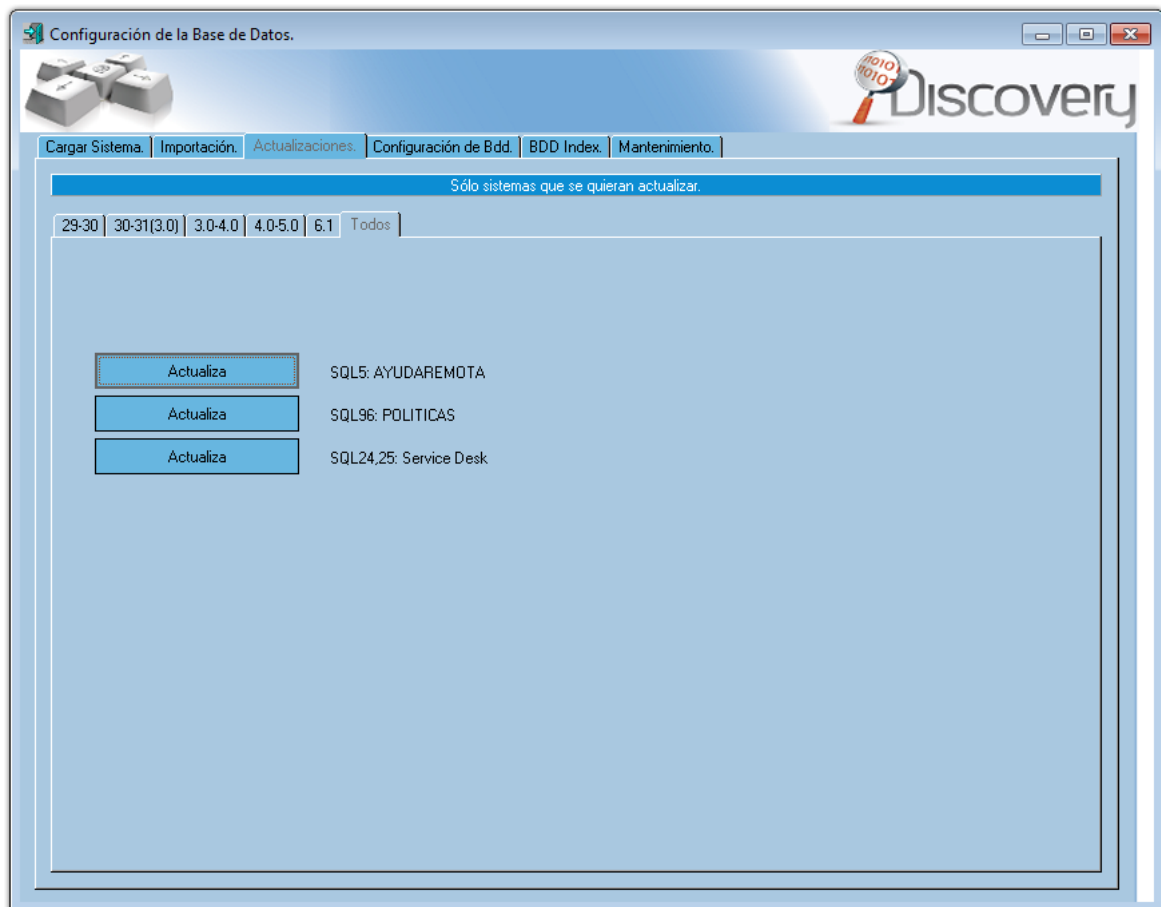 Configuración de la Base de Datos.
Discovery
Cargar Sistema. Importación. Actualizaciones. Configuración de Bdd. BDD Index. Mantenimiento.
Sólo sistemas que se quieran actualizar.
29-30 30-31(3.0) 3.0-4.0 4.0-5.0 6.1 Todos
Actualiza SQL5: AYUDAREMOTA
Actualiza SQL96: POLITICAS
Actualiza SQL24,25: Service Desk